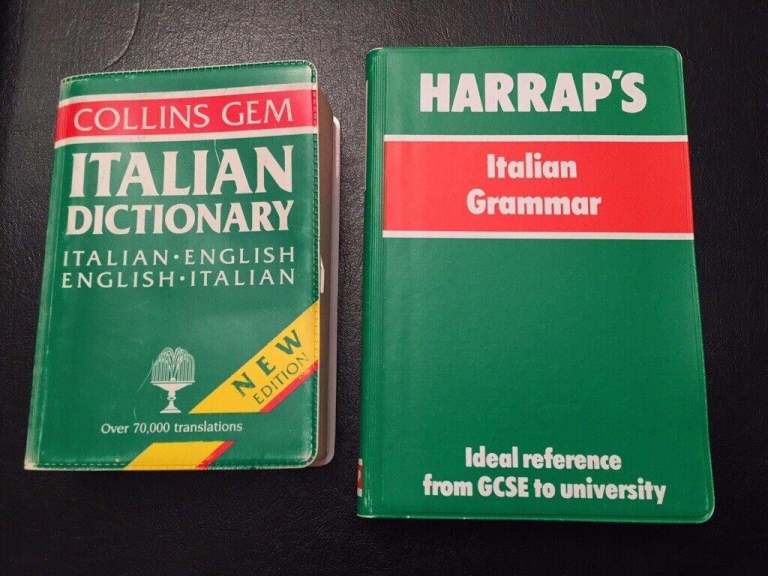 COLLINS GEM
ITALIAN
DICTIONARY
ITALIAN·ENGLISH
ENGLISH·ITALIAN
NEW
EDITION
Over 70,000 translations
HARRAP'S
Italian
Grammar
Ideal reference
from GCSE to university